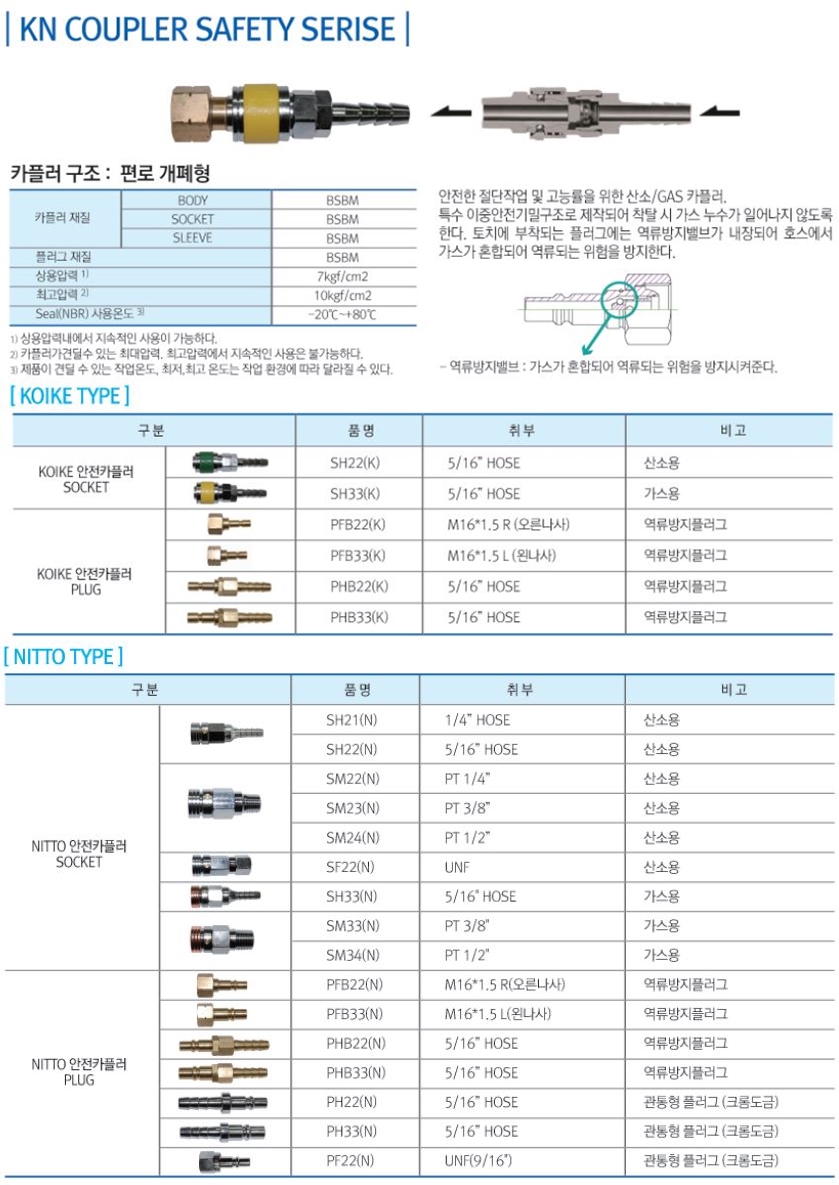 | KN COUPLER SAFETY SERISE |
카플러 구조 : 편로 개폐형
카플러 재질 BODY BSBM
SOCKET BSBM
SLEEVE BSBM
플러그 재질 BSBM
상용압력 1) 7kgf/cm2
최고압력 2) 10kgf/cm2
Seal(NBR) 사용온도 3) -20℃~+80℃
1) 상용압력내에서 지속적인 사용이 가능하다.
2) 카플러가견딜수 있는 최대압력. 최고압력에서 지속적인 사용은 불가능하다.
3) 제품이 견딜 수 있는 작업온도, 최저,최고 온도는 작업 환경에 따라 달라질 수 있다.
안전한 절단작업 및 고능률을 위한 산소/GAS 카플러.
특수 이중안전기밀구조로 제작되어 착탈 시 가스 누수가 일어나지 않도록
한다. 토치에 부착되는 플러그에는 역류방지밸브가 내장되어 호스에서
가스가 혼합되어 역류되는 위험을 방지한다.
- 역류방지밸브 : 가스가 혼합되어 역류되는 위험을 방지시켜준다.
[ KOIKE TYPE ]
구분 품명 취부 비고
KOIKE 안전카플러
SOCKET
SH22(K) 5/16” HOSE 산소용
SH33(K) 5/16” HOSE 가스용
KOIKE 안전카플러
PLUG
PFB22(K) M16*1.5 R (오른나사) 역류방지플러그
PFB33(K) M16*1.5 L (왼나사) 역류방지플러그
PHB22(K) 5/16” HOSE 역류방지플러그
PHB33(K) 5/16” HOSE 역류방지플러그
[ NITTO TYPE ]
구분 품명 취부 비고
NITTO 안전카플러
SOCKET
SH21(N) 1/4” HOSE 산소용
SH22(N) 5/16” HOSE 산소용
SM22(N) PT 1/4” 산소용
SM23(N) PT 3/8” 산소용
SM24(N) PT 1/2” 산소용
SF22(N) UNF 산소용
SH33(N) 5/16" HOSE 가스용
SM33(N) PT 3/8" 가스용
SM34(N) PT 1/2" 가스용
NITTO 안전카플러
PLUG
PFB22(N) M16*1.5 R(오른나사) 역류방지플러그
PFB33(N) M16*1.5 L(왼나사) 역류방지플러그
PHB22(N) 5/16” HOSE 역류방지플러그
PHB33(N) 5/16” HOSE 역류방지플러그
PH22(N) 5/16” HOSE 관통형 플러그 (크롬도금)
PH33(N) 5/16” HOSE 관통형 플러그 (크롬도금)
PF22(N) UNF(9/16”) 관통형 플러그 (크롬도금)